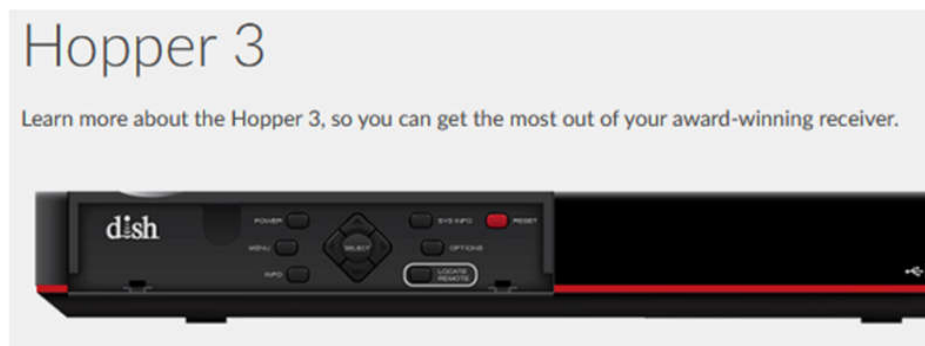 Hopper 3
Learn more about the Hopper 3, so you can get the most out of your award-winning receiver.
dish
POWER
SYS INFO
RESET
MENU
SELECT
OPTIONS
INFO
LOCATE
REMOTE